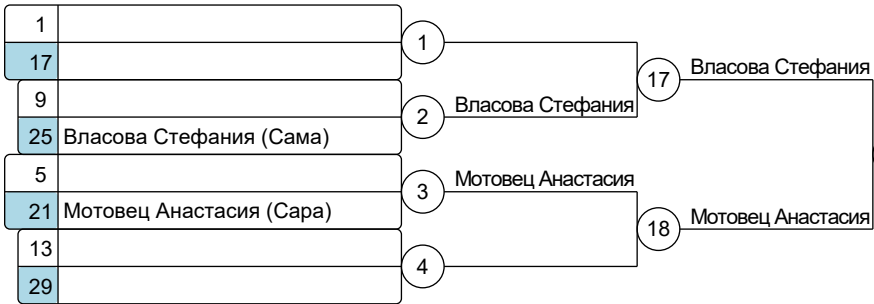 1
17
1
9
25 Власова Стефания (Сама)
2 Власова Стефания
17 Власова Стефания
5
21 Мотовец Анастасия (Сара)
3 Мотовец Анастасия
13
29
4
18 Мотовец Анастасия